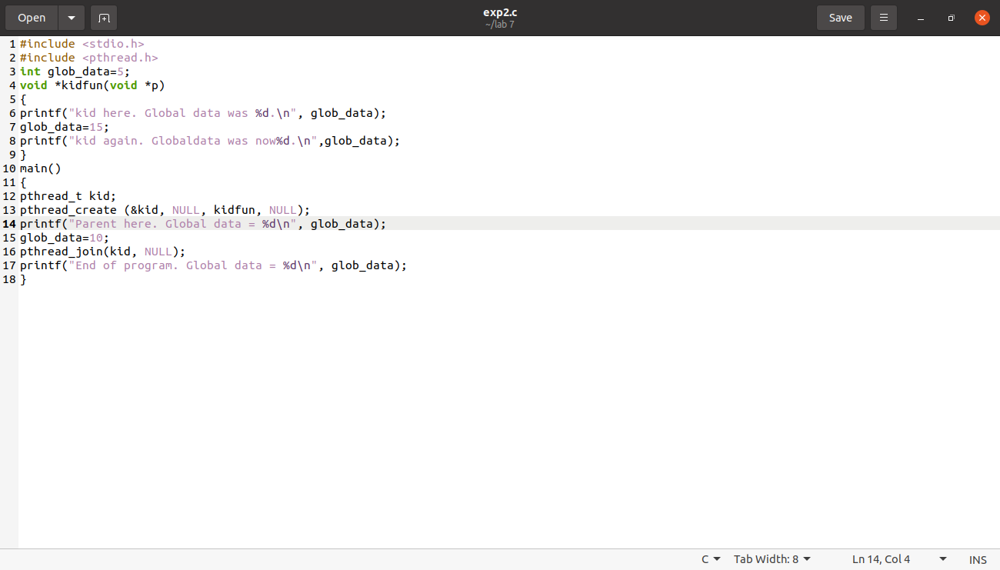 Open
exp2.c
~/lab 7
Save
1 #include <stdio.h>
2 #include <pthread.h>
3 int glob_data=5;
4 void *kidfun(void *p)
5 {
6 printf("kid here. Global data was %d.\n", glob_data);
7 glob_data=15;
8 printf("kid again. Globaldata was now%d.\n",glob_data);
9 }
10 main()
11 {
12 pthread_t kid;
13 pthread_create (&kid, NULL, kidfun, NULL);
14 printf("Parent here. Global data = %d\n", glob_data);
15 glob_data=10;
16 pthread_join(kid, NULL);
17 printf("End of program. Global data = %d\n", glob_data);
18 }
C Tab Width: 8 Ln 14, Col 4 INS